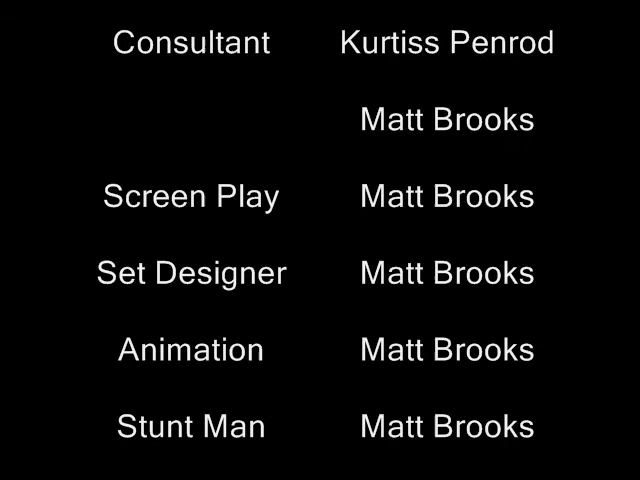 Consultant Kurtiss Penrod
Matt Brooks
Screen Play Matt Brooks
Set Designer Matt Brooks
Animation Matt Brooks
Stunt Man Matt Brooks